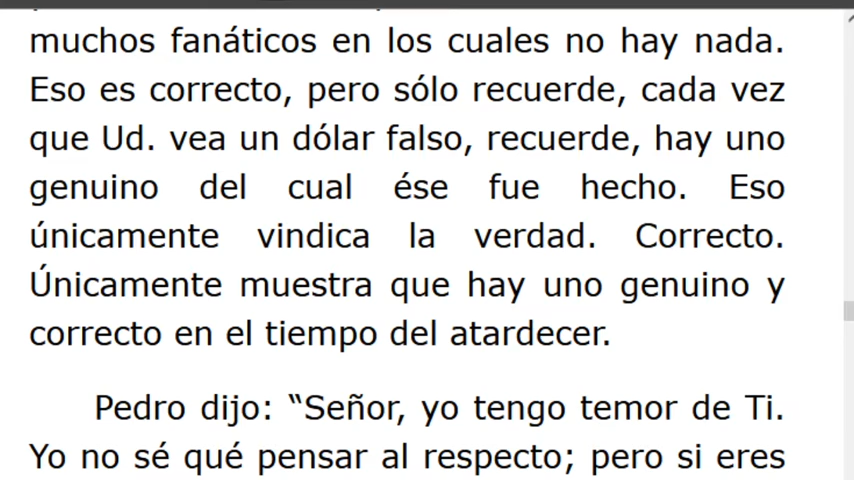 muchos fanáticos en los cuales no hay nada.
Eso es correcto, pero sólo recuerde, cada vez
que Ud. vea un dólar falso, recuerde, hay uno
genuino del cual ése fue hecho. Eso
únicamente vindica la verdad. Correcto.
Únicamente muestra que hay uno genuino y
correcto en el tiempo del atardecer.
Pedro dijo: “Señor, yo tengo temor de Ti.
Yo no sé qué pensar al respecto; pero si eres